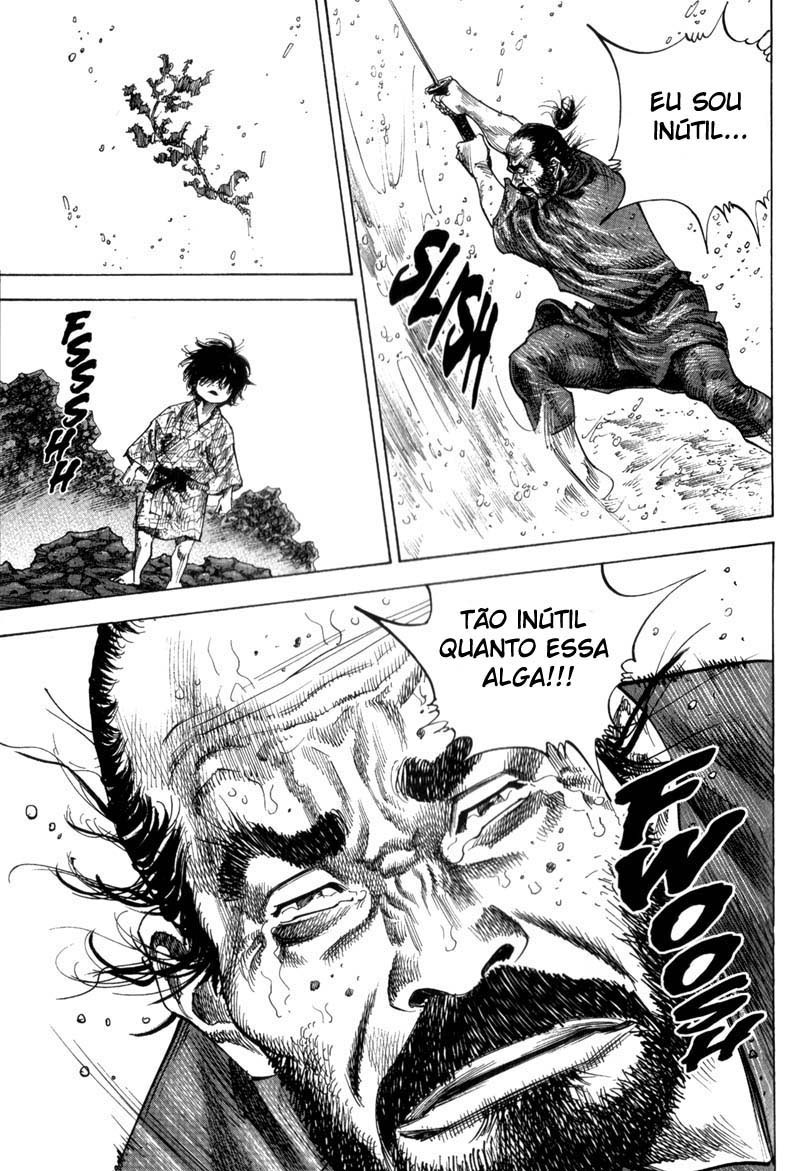 EU SOU
INÚTIL...
SLISH
FSSSHH
TÃO INÚTIL
QUANTO ESSA
ALGA!!!
FWOOSH